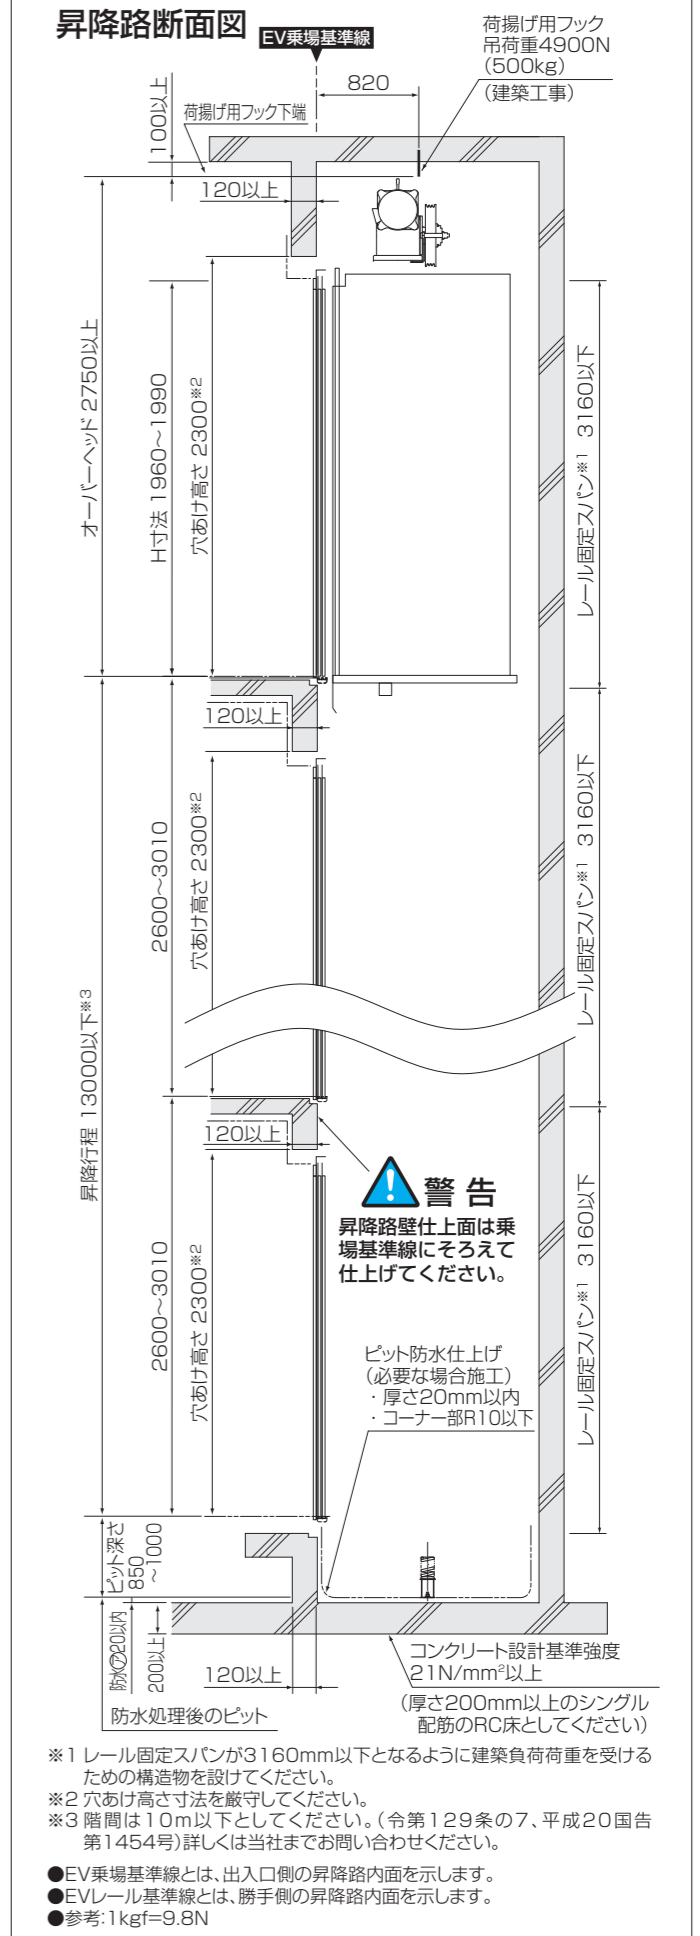 昇降路断面図
EV乗場基準線
荷揚げ用フック
吊荷重4900N
(500kg)
(建築工事)
820
100以上
荷揚げ用フック下端
120以上
オーバーヘッド 2750以上
H寸法 1960～1990
穴あけ高さ 2300※2
レール固定スパン※1 3160以下
120以上
2600～3010
穴あけ高さ 2300※2
レール固定スパン※1 3160以下
昇降行程 13000以下※3
120以上
警告
昇降路壁仕上面は乗
場基準線にそろえて
仕上げてください。
2600～3010
穴あけ高さ 2300※2
レール固定スパン※1 3160以下
ピット防水仕上げ
(必要な場合施工)
・厚さ20mm以内
・コーナー部R10以下
ピット深さ
850
～1000
防水㋐20以内
200以上
120以上
防水処理後のピット
コンクリート設計基準強度
21N/mm²以上
(厚さ200mm以上のシングル
配筋のRC床としてください)
※1 レール固定スパンが3160mm以下となるように建築負荷荷重を受ける
ための構造物を設けてください。
※2 穴あけ高さ寸法を厳守してください。
※3 階間は10m以下としてください。(令第129条の7、平成20国告
第1454号)詳しくは当社までお問い合わせください。
●EV乗場基準線とは、出入口側の昇降路内面を示します。
●EVレール基準線とは、勝手側の昇降路内面を示します。
●参考:1kgf=9.8N